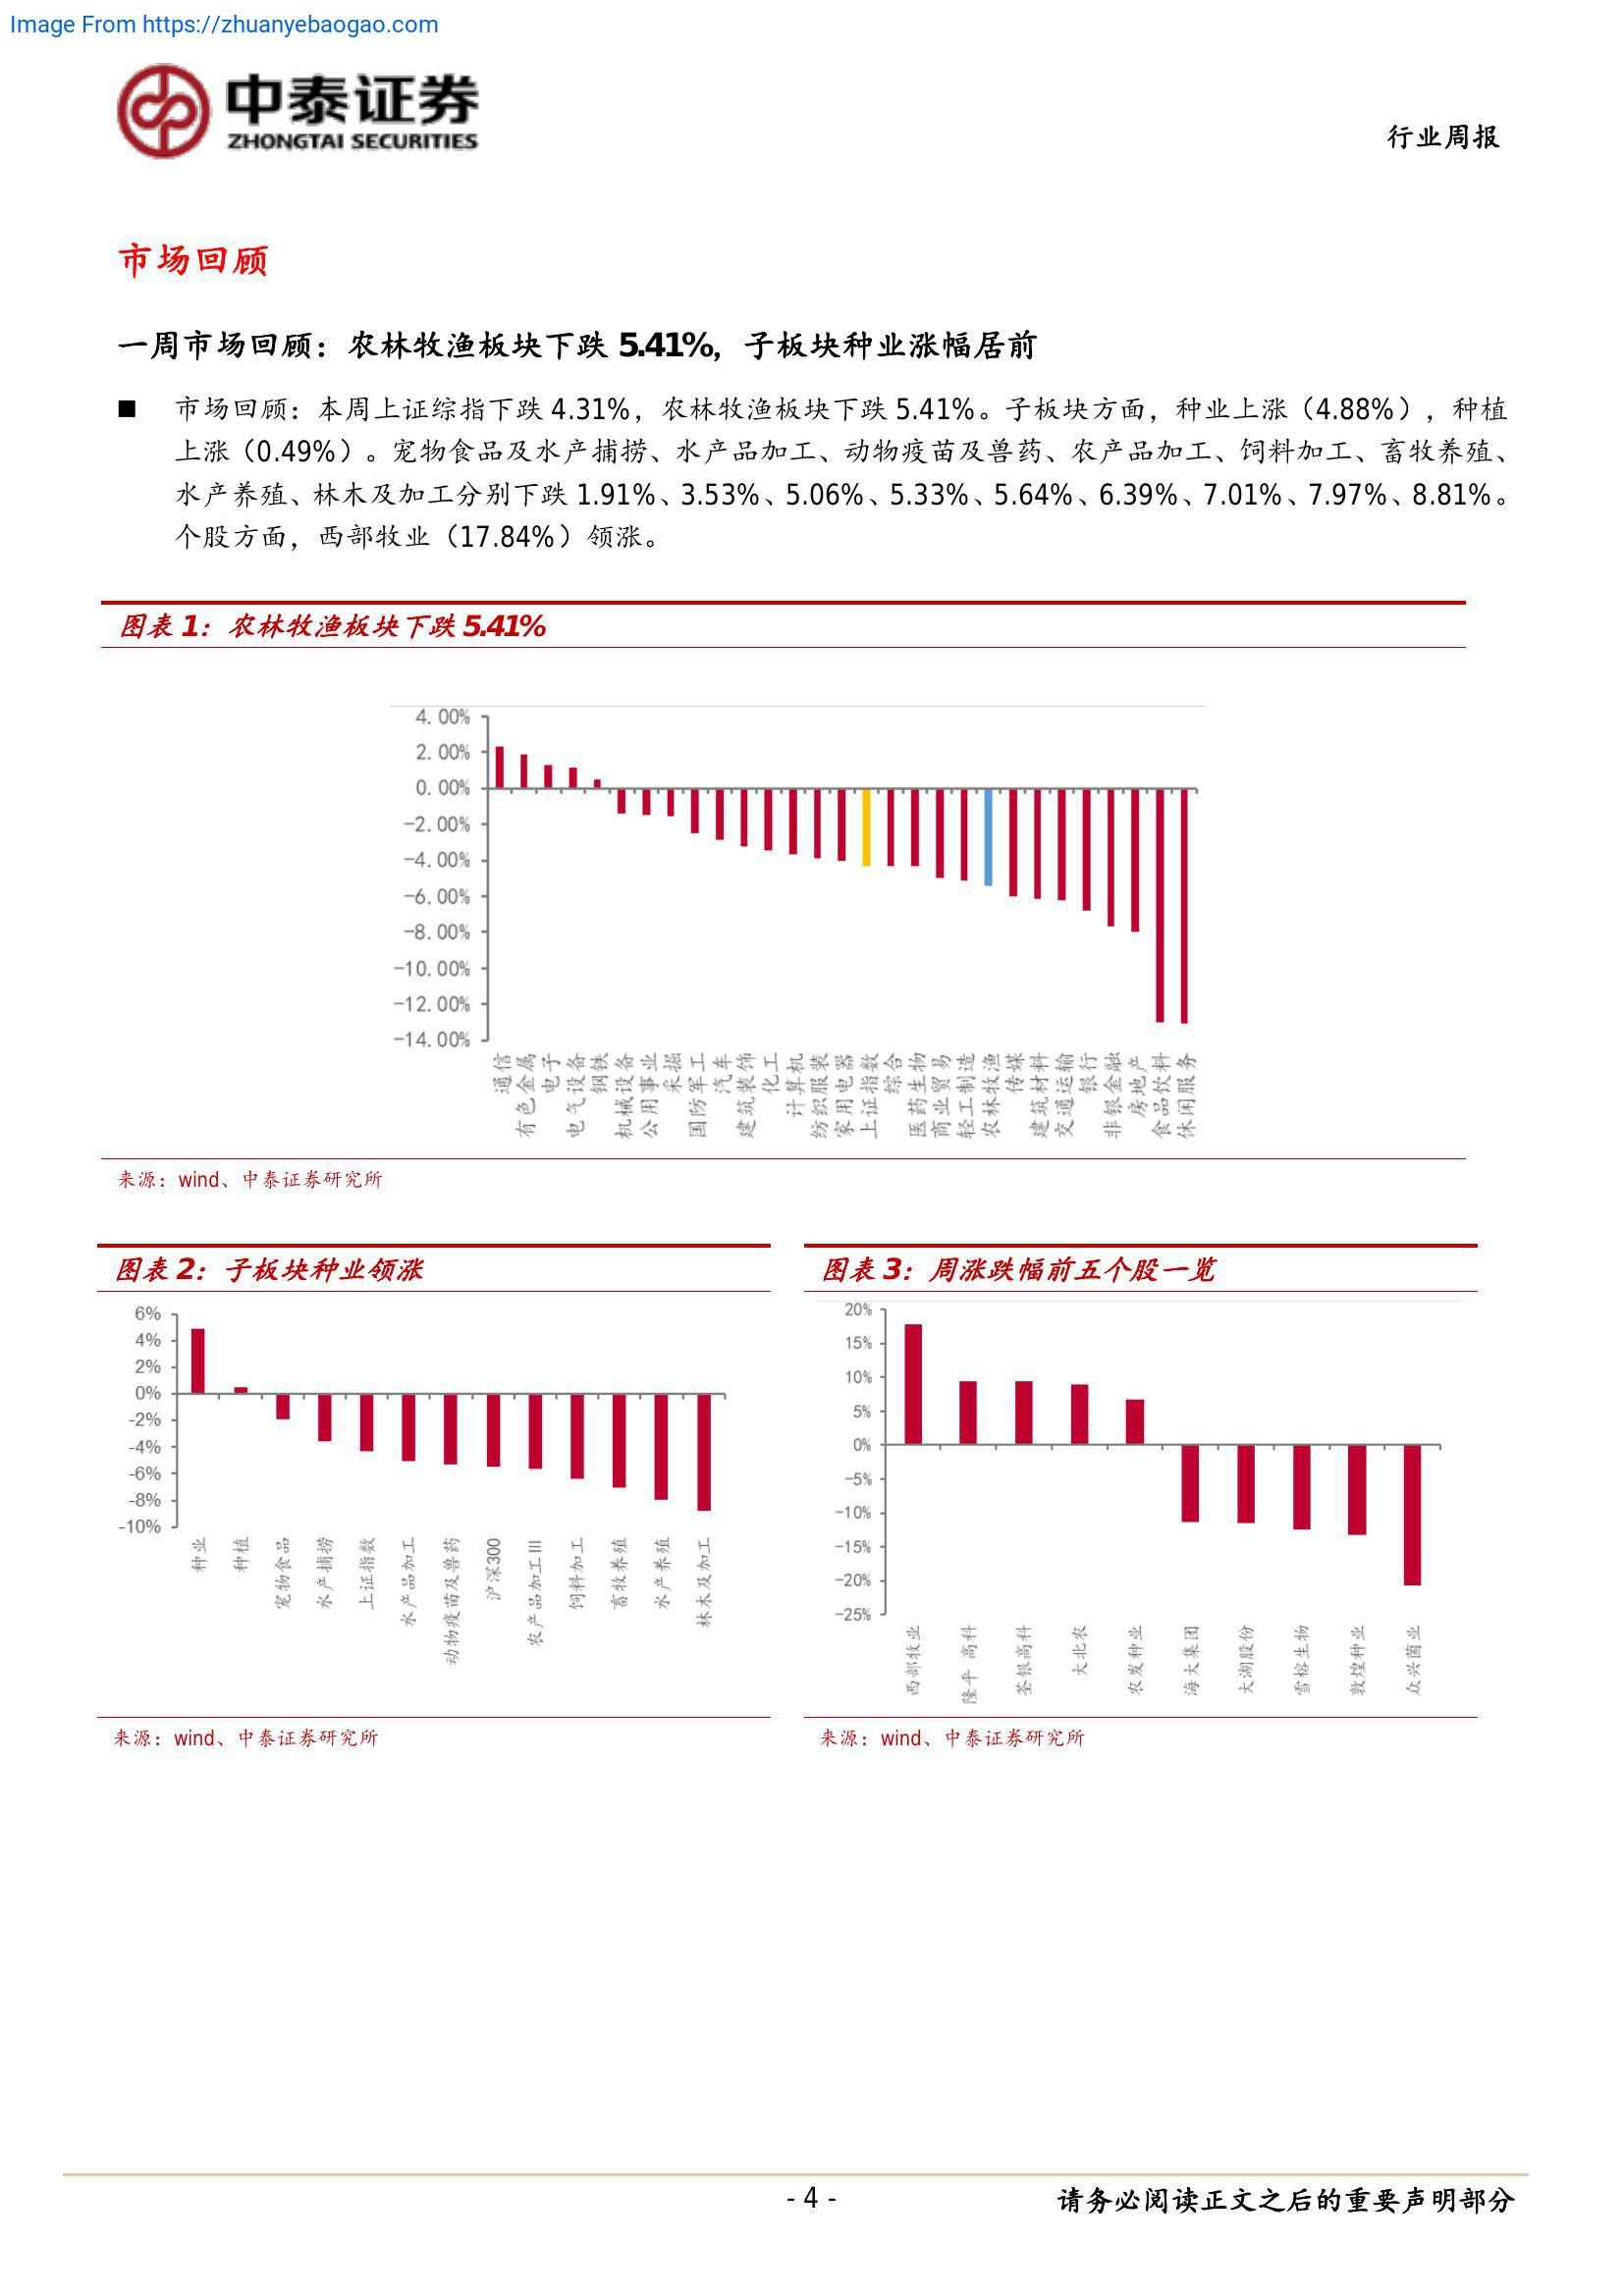 Image From https://zhuanyebaogao.com
中泰证券
ZHONGTAI SECURITIES
行业周报
市场回顾
一周市场回顾：农林牧渔板块下跌 5.41%，子板块种业涨幅居前
■ 市场回顾：本周上证综指下跌 4.31%，农林牧渔板块下跌 5.41%。子板块方面，种业上涨（4.88%），种植
上涨（0.49%）。宠物食品及水产捕捞、水产品加工、动物疫苗及兽药、农产品加工、饲料加工、畜牧养殖、
水产养殖、林木及加工分别下跌 1.91%、3.53%、5.06%、5.33%、5.64%、6.39%、7.01%、7.97%、8.81%。
个股方面，西部牧业（17.84%）领涨。
图表 1：农林牧渔板块下跌 5.41%
4.00%
2.00%
0.00%
-2.00%
-4.00%
-6.00%
-8.00%
-10.00%
-12.00%
-14.00%
通信
有色金属
电子
电气设备
钢铁
机械设备
公用事业
采掘
国防军工
汽车
建筑装饰
化工
计算机
纺织服装
家用电器
上证指数
综合
医药生物
商业贸易
轻工制造
农林牧渔
传媒
建筑材料
交通运输
银行
非银金融
房地产
食品饮料
休闲服务
来源：wind、中泰证券研究所
图表 2：子板块种业领涨
6%
4%
2%
0%
-2%
-4%
-6%
-8%
-10%
种业
种植
宠物食品
水产捕捞
上证指数
水产品加工
动物疫苗及兽药
沪深300
农产品加工III
饲料加工
畜牧养殖
水产养殖
林木及加工
来源：wind、中泰证券研究所
图表 3：周涨跌幅前五个股一览
20%
15%
10%
5%
0%
-5%
-10%
-15%
-20%
-25%
西部牧业
隆平 高科
荃银高科
大北农
农发种业
海大集团
大湖股份
雪榕生物
敦煌种业
众兴菌业
来源：wind、中泰证券研究所
- 4 -
请务必阅读正文之后的重要声明部分